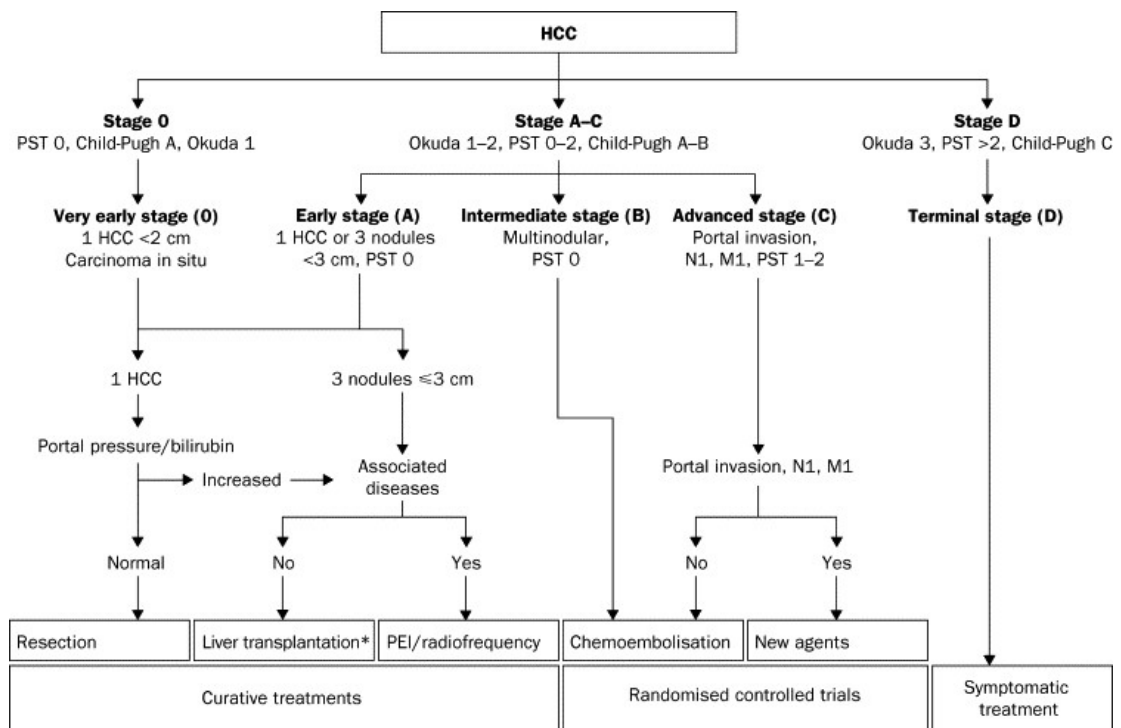 HCC
Stage 0
PST 0, Child-Pugh A, Okuda 1
Stage A–C
Okuda 1–2, PST 0–2, Child-Pugh A–B
Stage D
Okuda 3, PST >2, Child-Pugh C
Very early stage (0)
1 HCC <2 cm
Carcinoma in situ
Early stage (A)
1 HCC or 3 nodules
<3 cm, PST 0
Intermediate stage (B)
Multinodular,
PST 0
Advanced stage (C)
Portal invasion,
N1, M1, PST 1–2
Terminal stage (D)
1 HCC
3 nodules ⩽3 cm
Portal pressure/bilirubin
Increased
Associated
diseases
Portal invasion, N1, M1
Normal
No
Yes
No
Yes
Resection
Liver transplantation*
PEI/radiofrequency
Chemoembolisation
New agents
Curative treatments
Randomised controlled trials
Symptomatic
treatment